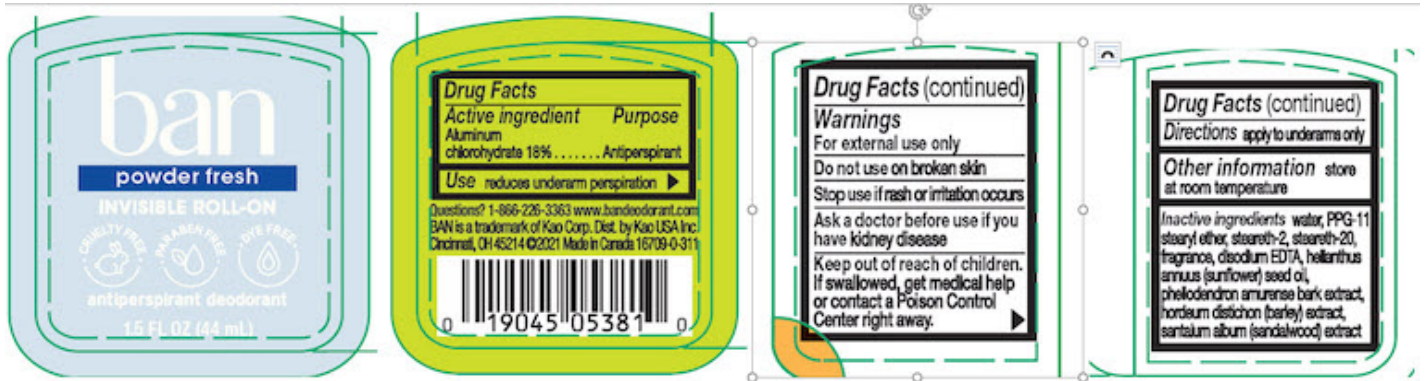 ban
powder fresh
INVISIBLE ROLL-ON
CRUELTY FREE
PARABEN FREE
DYE FREE
antiperspirant deodorant
1.5 FL OZ (44 mL)
Drug Facts
Active ingredient Purpose
Aluminum
chlorohydrate 18% ....... Antiperspirant
Use reduces underarm perspiration
Questions? 1-866-226-3363 www.bandeodorant.com
BAN is a trademark of Kao Corp. Dist. by Kao USA Inc.
Cincinnati, OH 45214 ©2021 Made in Canada 16709-0-311
0 19045 05381 0
Drug Facts (continued)
Warnings
For external use only
Do not use on broken skin
Stop use if rash or irritation occurs
Ask a doctor before use if you
have kidney disease
Keep out of reach of children.
If swallowed, get medical help
or contact a Poison Control
Center right away.
Drug Facts (continued)
Directions apply to underarms only
Other information store
at room temperature
Inactive ingredients water, PPG-11
stearyl ether, steareth-2, steareth-20,
fragrance, disodium EDTA, helianthus
annuus (sunflower) seed oil,
phellodendron amurense bark extract,
hordeum distichon (barley) extract,
santalum album (sandalwood) extract